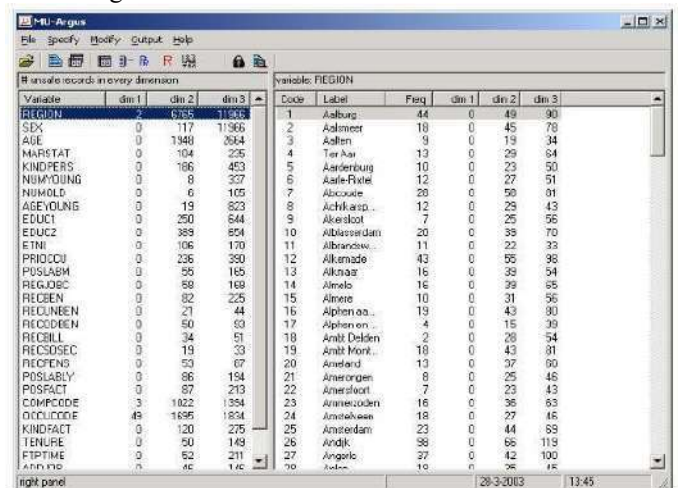 Mu-Argus
File Specify Modify Output Help
# unsafe records in every dimension
Variable dim 1 dim 2 dim 3
REGION 2 6765 11966
SEX 0 117 11966
AGE 0 1948 2664
MARSTAT 0 104 235
KINDPERS 0 186 453
NUMYOUNG 0 8 337
NUMOLD 0 6 105
AGEYOUNG 0 19 823
EDUC1 0 250 644
EDUC2 0 389 654
ETNI 0 106 170
PRIOCCU 0 236 390
POSLABM 0 55 165
REGJOBC 0 58 169
RECBEN 0 82 225
RECUNBEN 0 21 44
RECODBEN 0 50 93
RECBILL 0 34 51
RECSOSEC 0 19 33
RECPENS 0 53 67
POSLABLY 0 86 194
POSFACT 0 87 213
COMPCODE 3 1022 1394
OCCUCODE 49 1695 1834
KINDFACT 0 120 275
TENURE 0 50 149
FTPTIME 0 52 211
variable: REGION
Code Label Freq dim 1 dim 2 dim 3
1 Aalburg 44 0 49 90
2 Aalsmeer 18 0 45 78
3 Aalten 9 0 19 34
4 Ter Aar 13 0 29 64
5 Aardenburg 10 0 23 50
6 Aarle-Rixtel 12 0 27 51
7 Abcoude 28 0 50 81
8 Achtkarsp... 12 0 29 43
9 Akersloot 7 0 25 56
10 Alblasserdam 20 0 39 70
11 Albrandsw... 11 0 22 33
12 Alkemade 43 0 55 98
13 Alkmaar 16 0 39 54
14 Almelo 16 0 39 65
15 Almere 10 0 31 56
16 Alphen aa... 19 0 43 80
17 Alphen en ... 4 0 15 39
18 Ambt Delden 2 0 28 54
19 Ambt Mont... 18 0 43 81
20 Ameland 13 0 37 60
21 Amerongen 8 0 25 46
22 Amersfoort 7 0 23 43
23 Ammerzoden 16 0 36 63
24 Amstelveen 18 0 27 46
25 Amsterdam 23 0 44 69
26 Andijk 98 0 66 119
27 Angerlo 37 0 42 100
right panel 28-3-2003 13:45